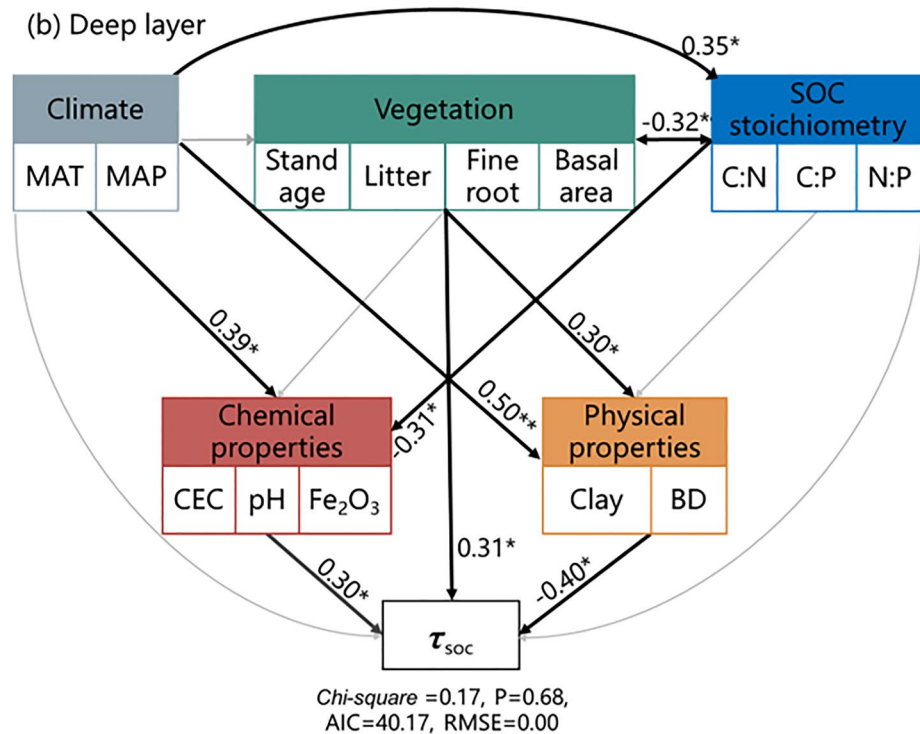 (b) Deep layer
0.35*
Climate
MAT MAP
Vegetation
Stand age Litter Fine root Basal area
-0.32*
SOC
stoichiometry
C:N C:P N:P
0.39*
0.30*
0.50**
-0.31*
Chemical
properties
CEC pH Fe₂O₃
Physical
properties
Clay BD
0.30*
0.31*
-0.40*
τsoc
Chi-square =0.17, P=0.68,
AIC=40.17, RMSE=0.00